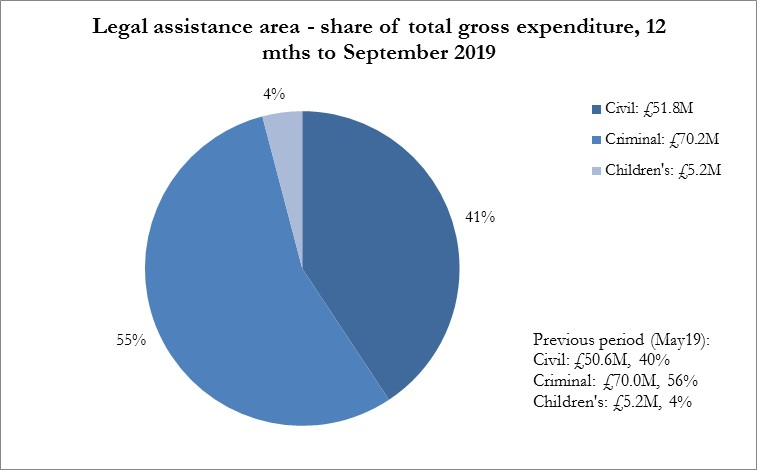 Legal assistance area - share of total gross expenditure, 12
mths to September 2019
4%
Civil: £51.8M
Criminal: £70.2M
Children's: £5.2M
41%
55%
Previous period (May19):
Civil: £50.6M, 40%
Criminal: £70.0M, 56%
Children's: £5.2M, 4%